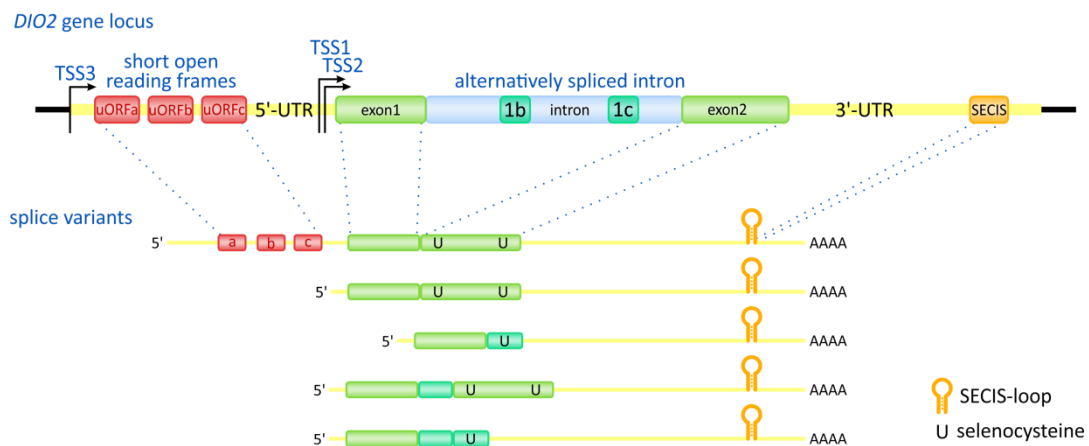 DIO2 gene locus
TSS3
short open
reading frames
TSS1
TSS2
alternatively spliced intron
uORFa uORFb uORFc 5'-UTR exon1 1b intron 1c exon2 3'-UTR SECIS
splice variants
5' a b c U U AAAA
5' U U AAAA
5' U AAAA
5' U U AAAA
5' U AAAA
SECIS-loop
U selenocysteine